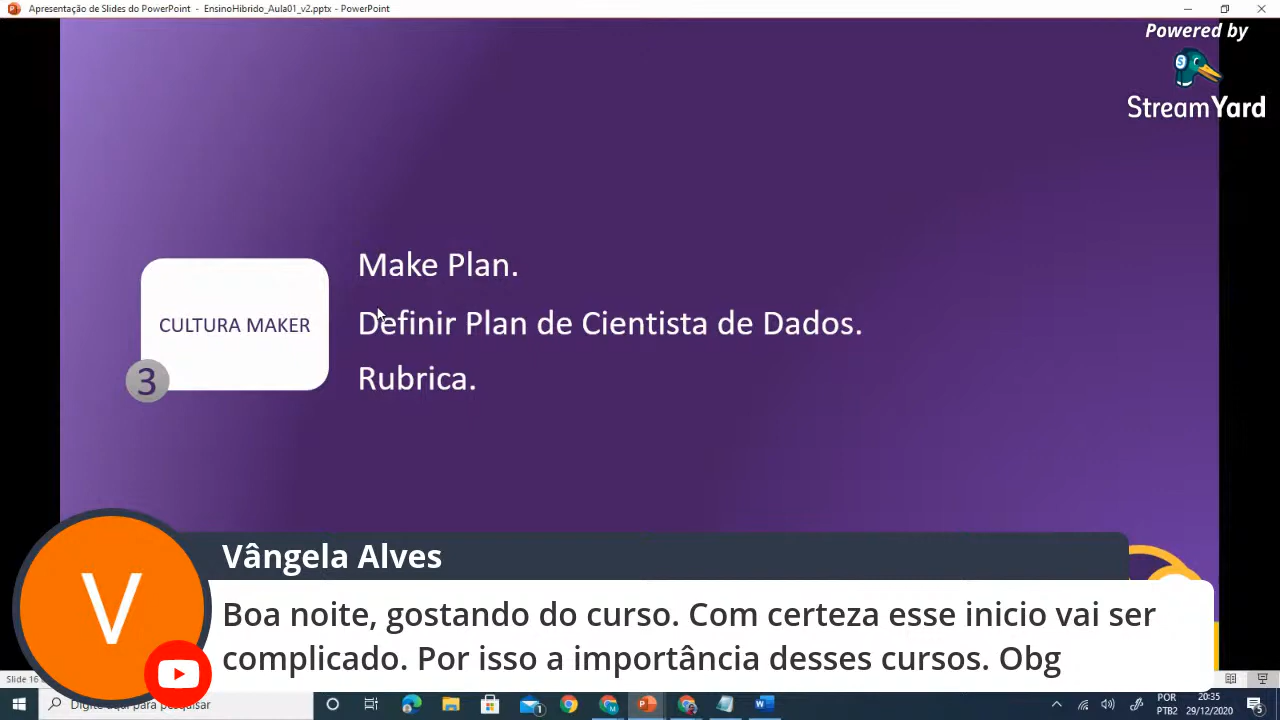 Apresentação de Slides do PowerPoint - EnsinoHibrido_Aula01_v2.pptx - PowerPoint
Powered by
S
StreamYard
Make Plan.
CULTURA MAKER
Definir Plan de Cientista de Dados.
3
Rubrica.
V
Vângela Alves
Boa noite, gostando do curso. Com certeza esse inicio vai ser
complicado. Por isso a importância desses cursos. Obg
Slide 16
Digite aqui para pesquisar
1
POR
PTB2
20:35
29/12/2020
5